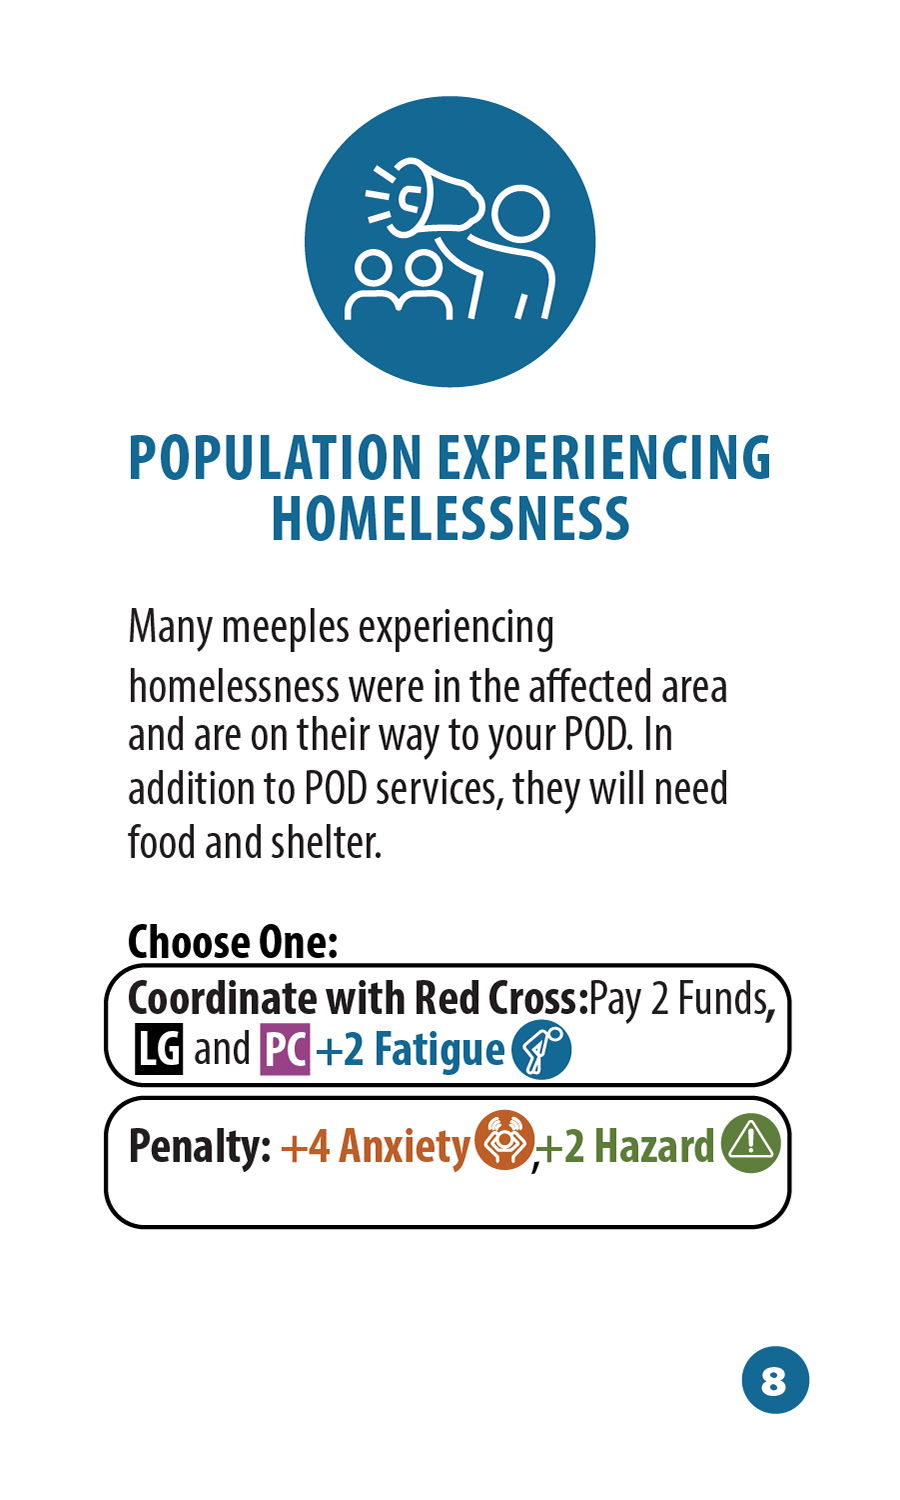 POPULATION EXPERIENCING
HOMELESSNESS
Many meeples experiencing
homelessness were in the affected area
and are on their way to your POD. In
addition to POD services, they will need
food and shelter.
Choose One:
Coordinate with Red Cross:Pay 2 Funds,
LG and PC +2 Fatigue
Penalty: +4 Anxiety ,+2 Hazard
8